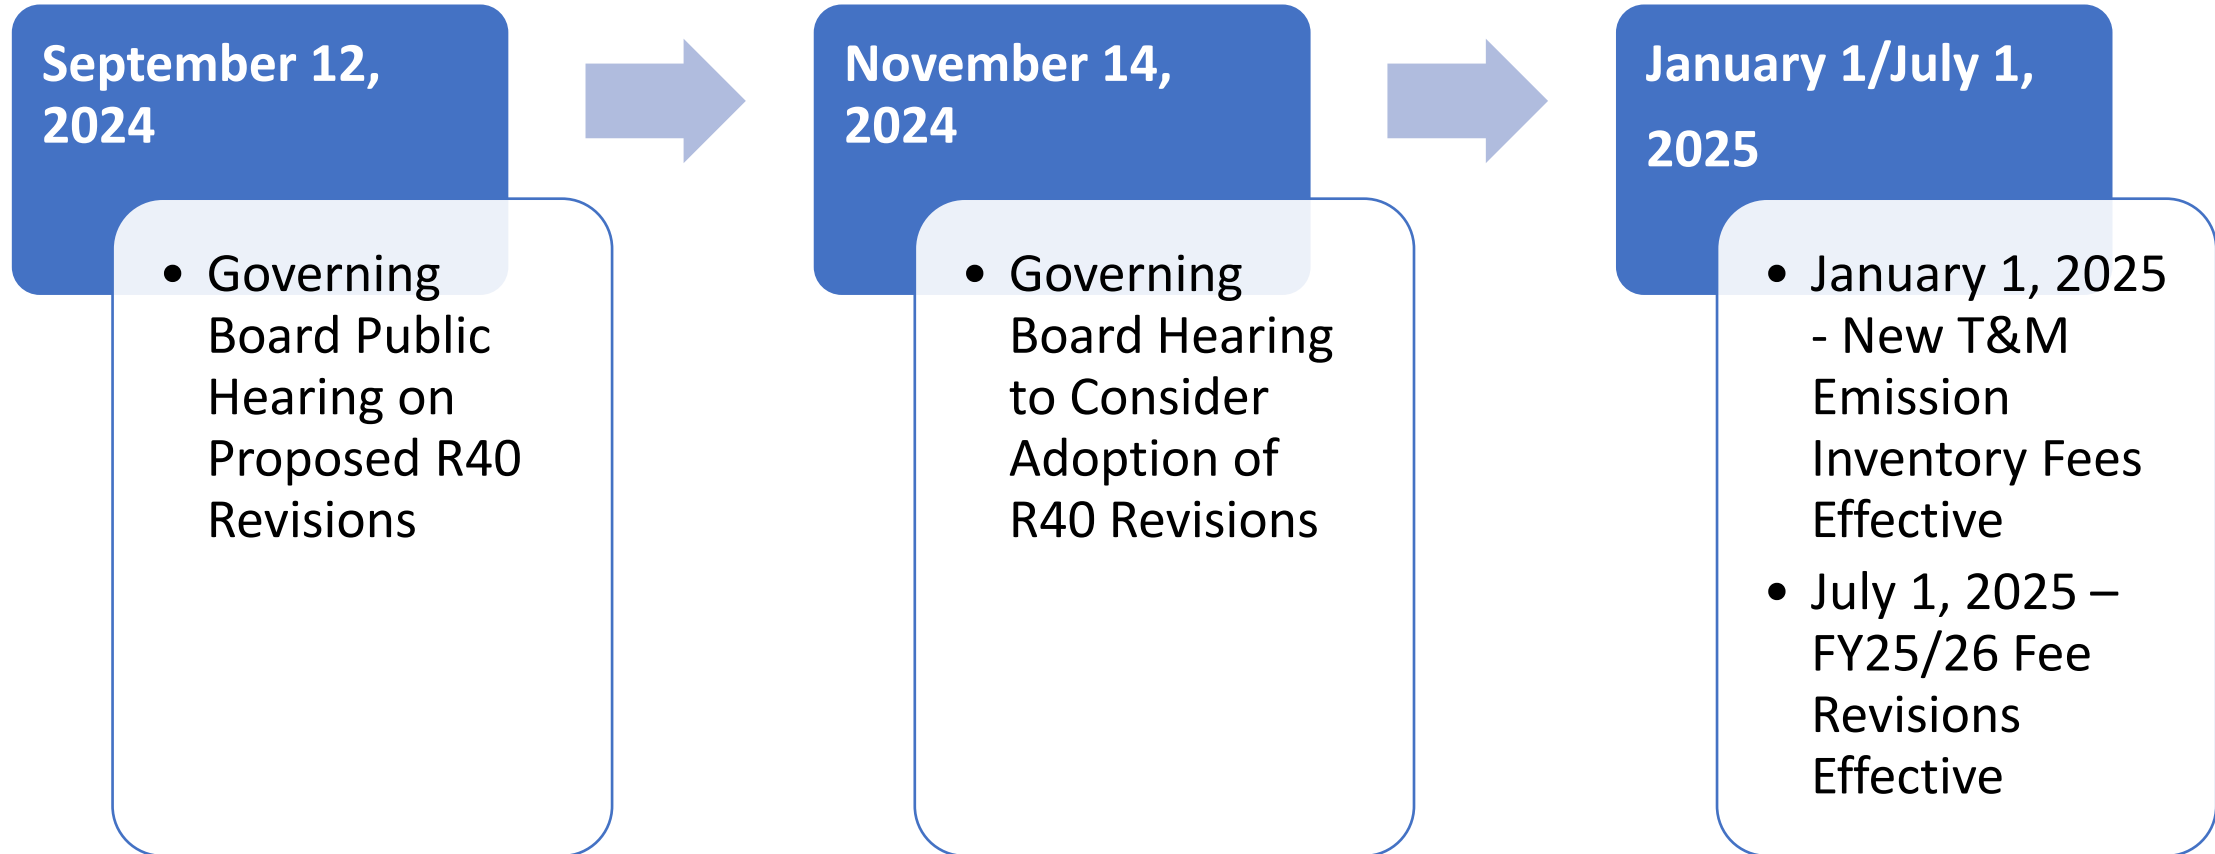 September 12,
2024
• Governing
Board Public
Hearing on
Proposed R40
Revisions
November 14,
2024
• Governing
Board Hearing
to Consider
Adoption of
R40 Revisions
January 1/July 1,
2025
• January 1, 2025
- New T&M
Emission
Inventory Fees
Effective
• July 1, 2025 –
FY25/26 Fee
Revisions
Effective